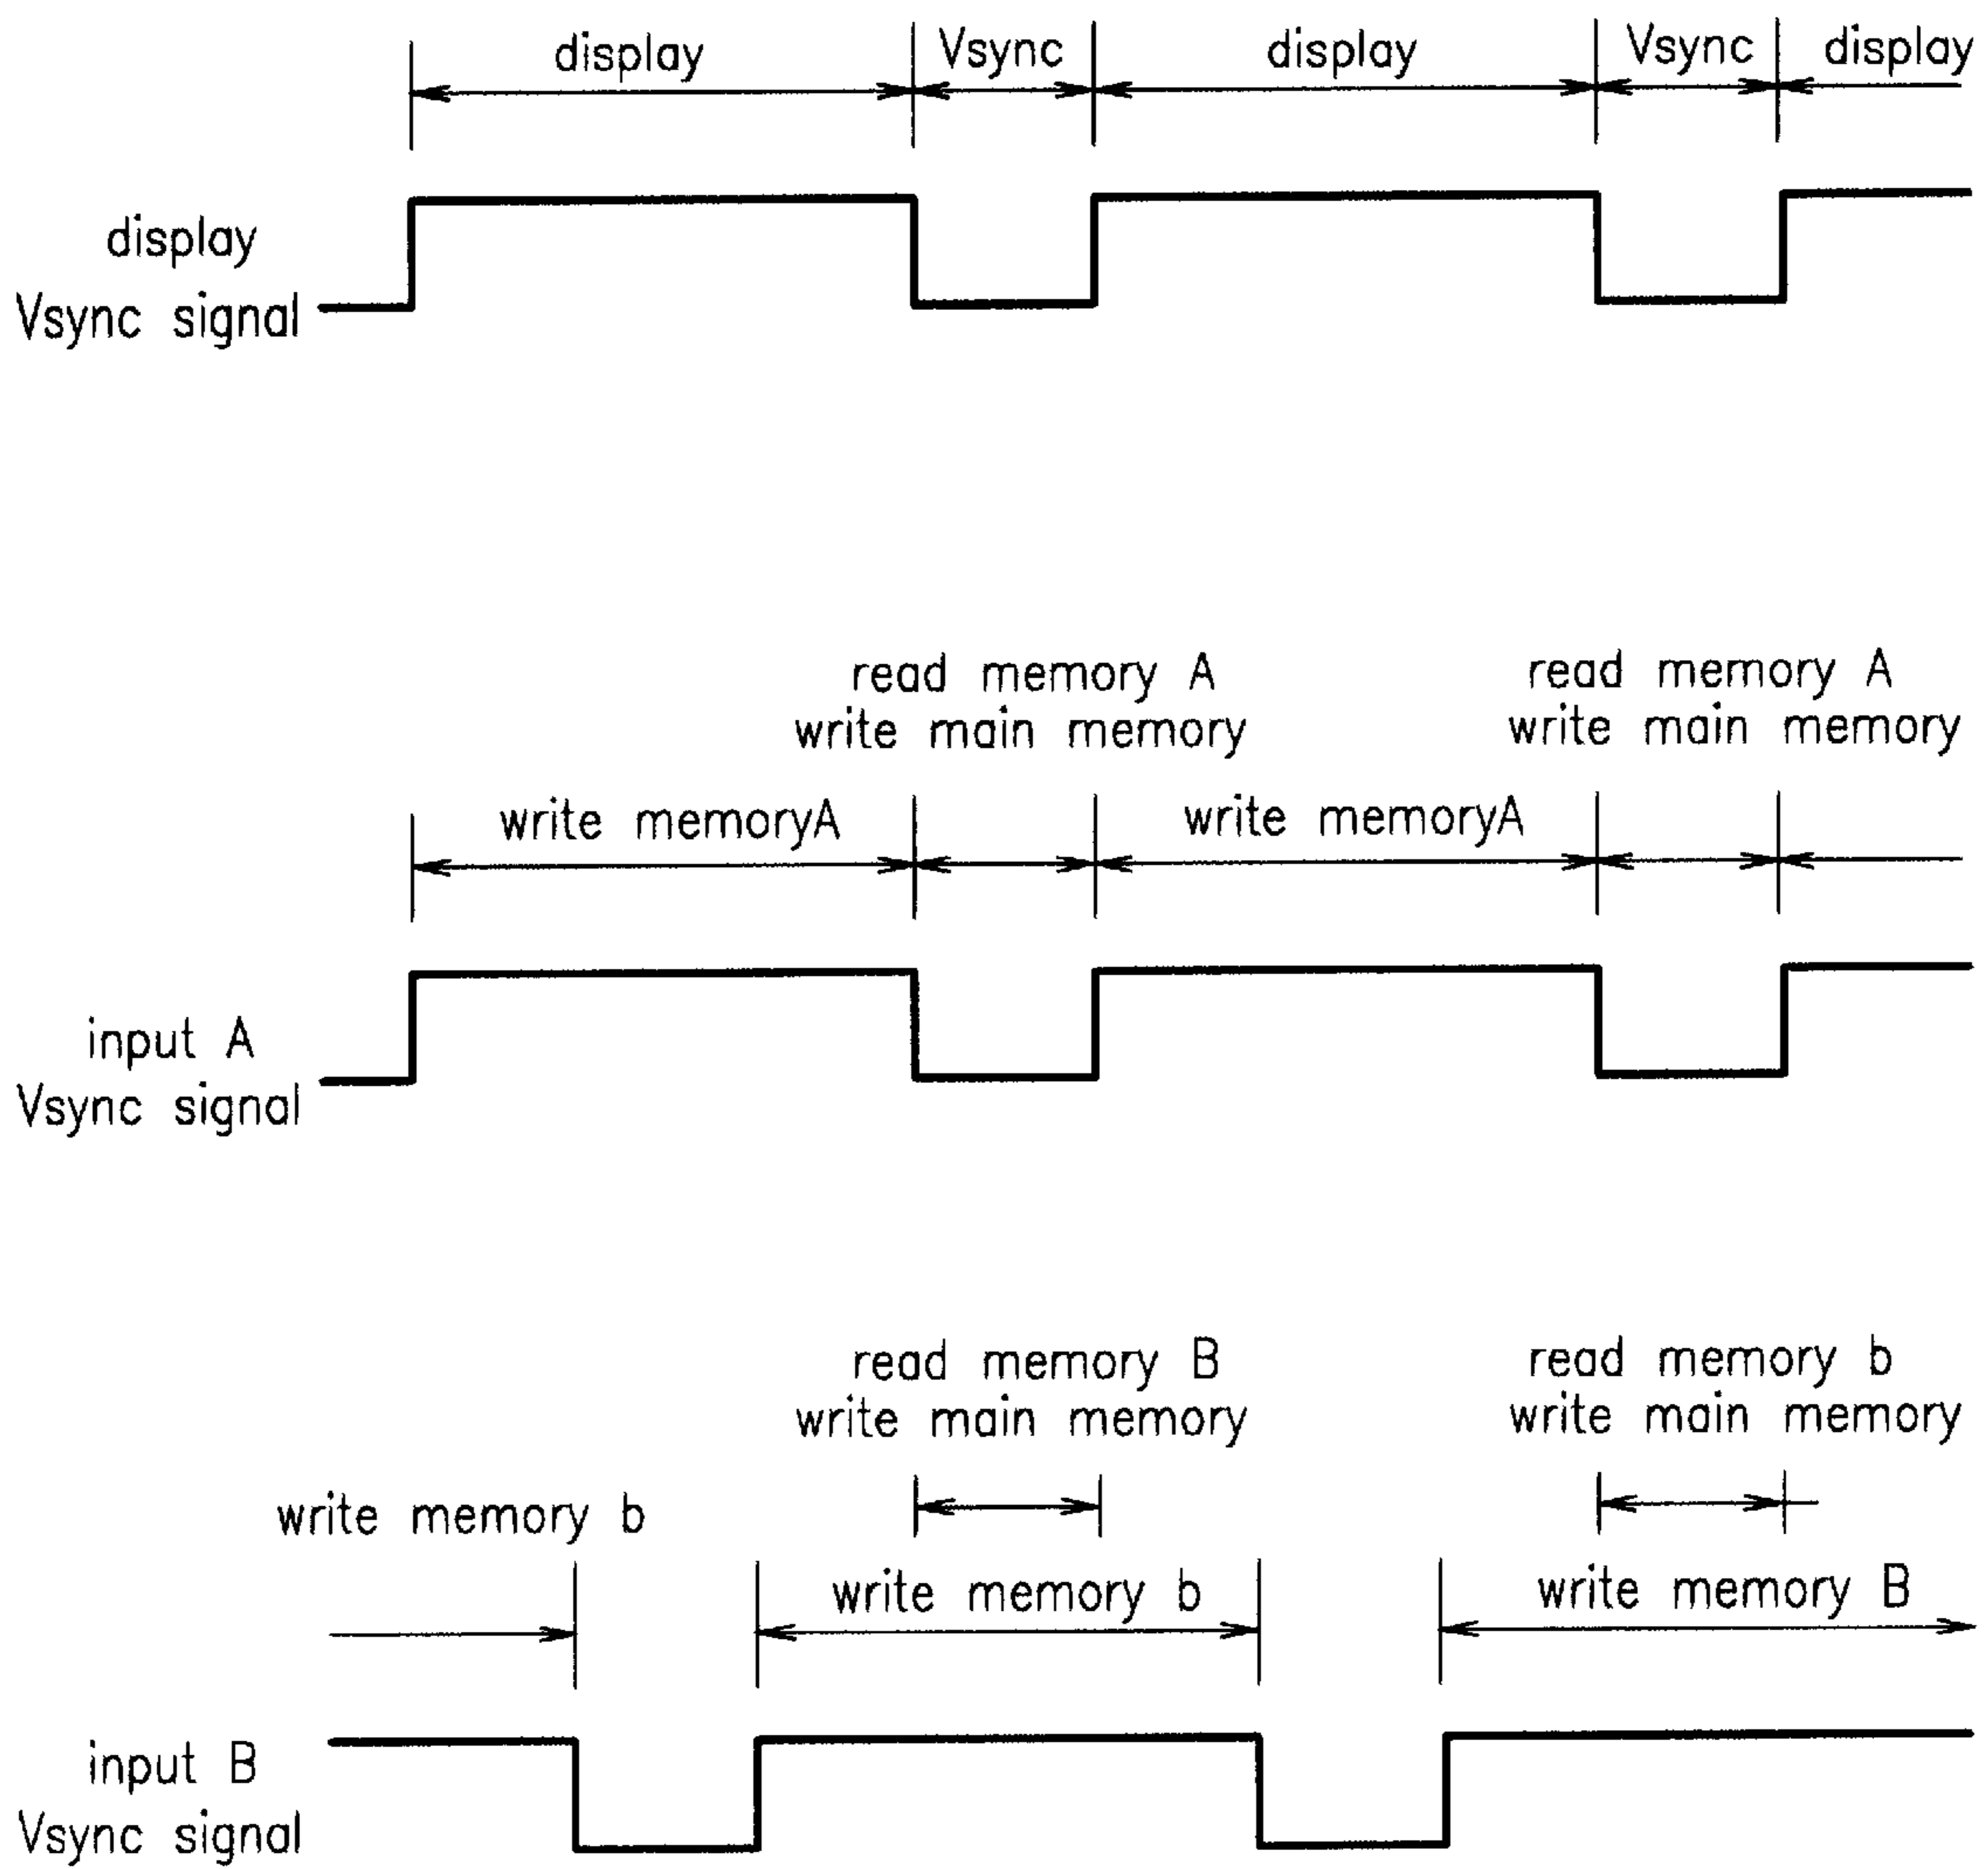 display Vsync display Vsync display
display
Vsync signal
read memory A read memory A
write main memory write main memory
write memoryA write memoryA
input A
Vsync signal
read memory B read memory b
write main memory write main memory
write memory b
write memory b write memory B
input B
Vsync signal